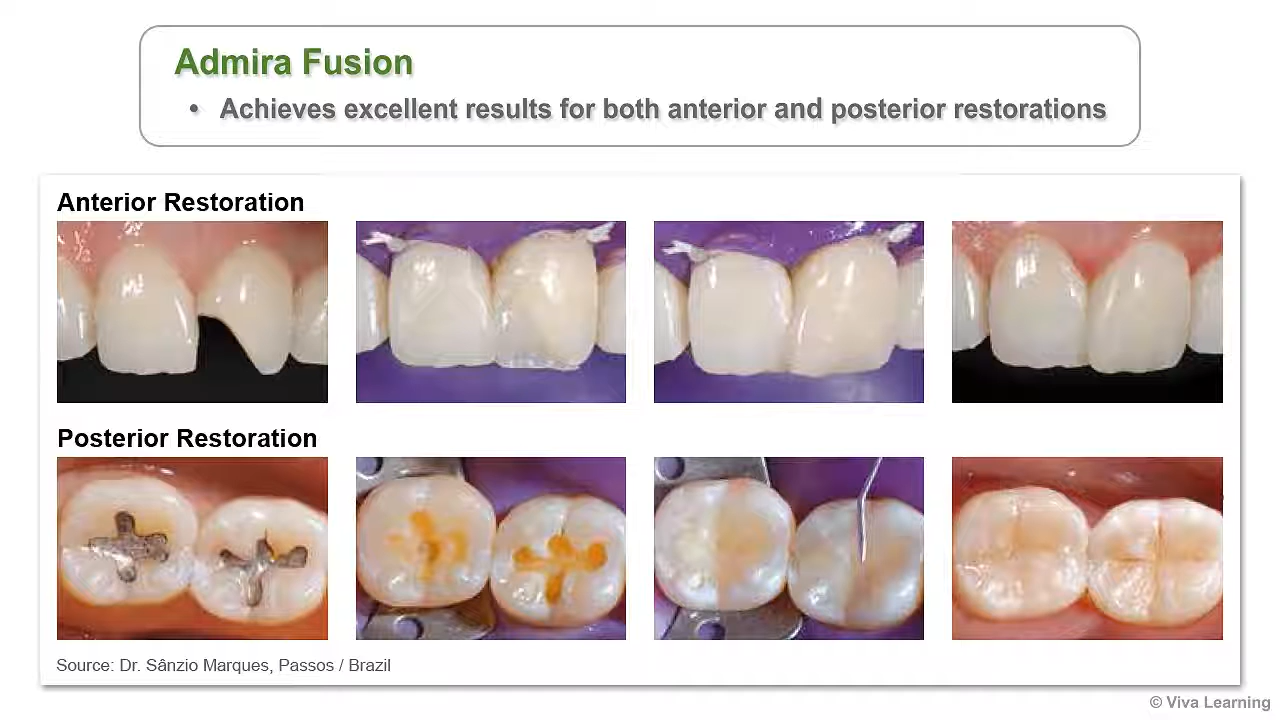 Admira Fusion
• Achieves excellent results for both anterior and posterior restorations
Anterior Restoration
Posterior Restoration
Source: Dr. Sânzio Marques, Passos / Brazil
© Viva Learning